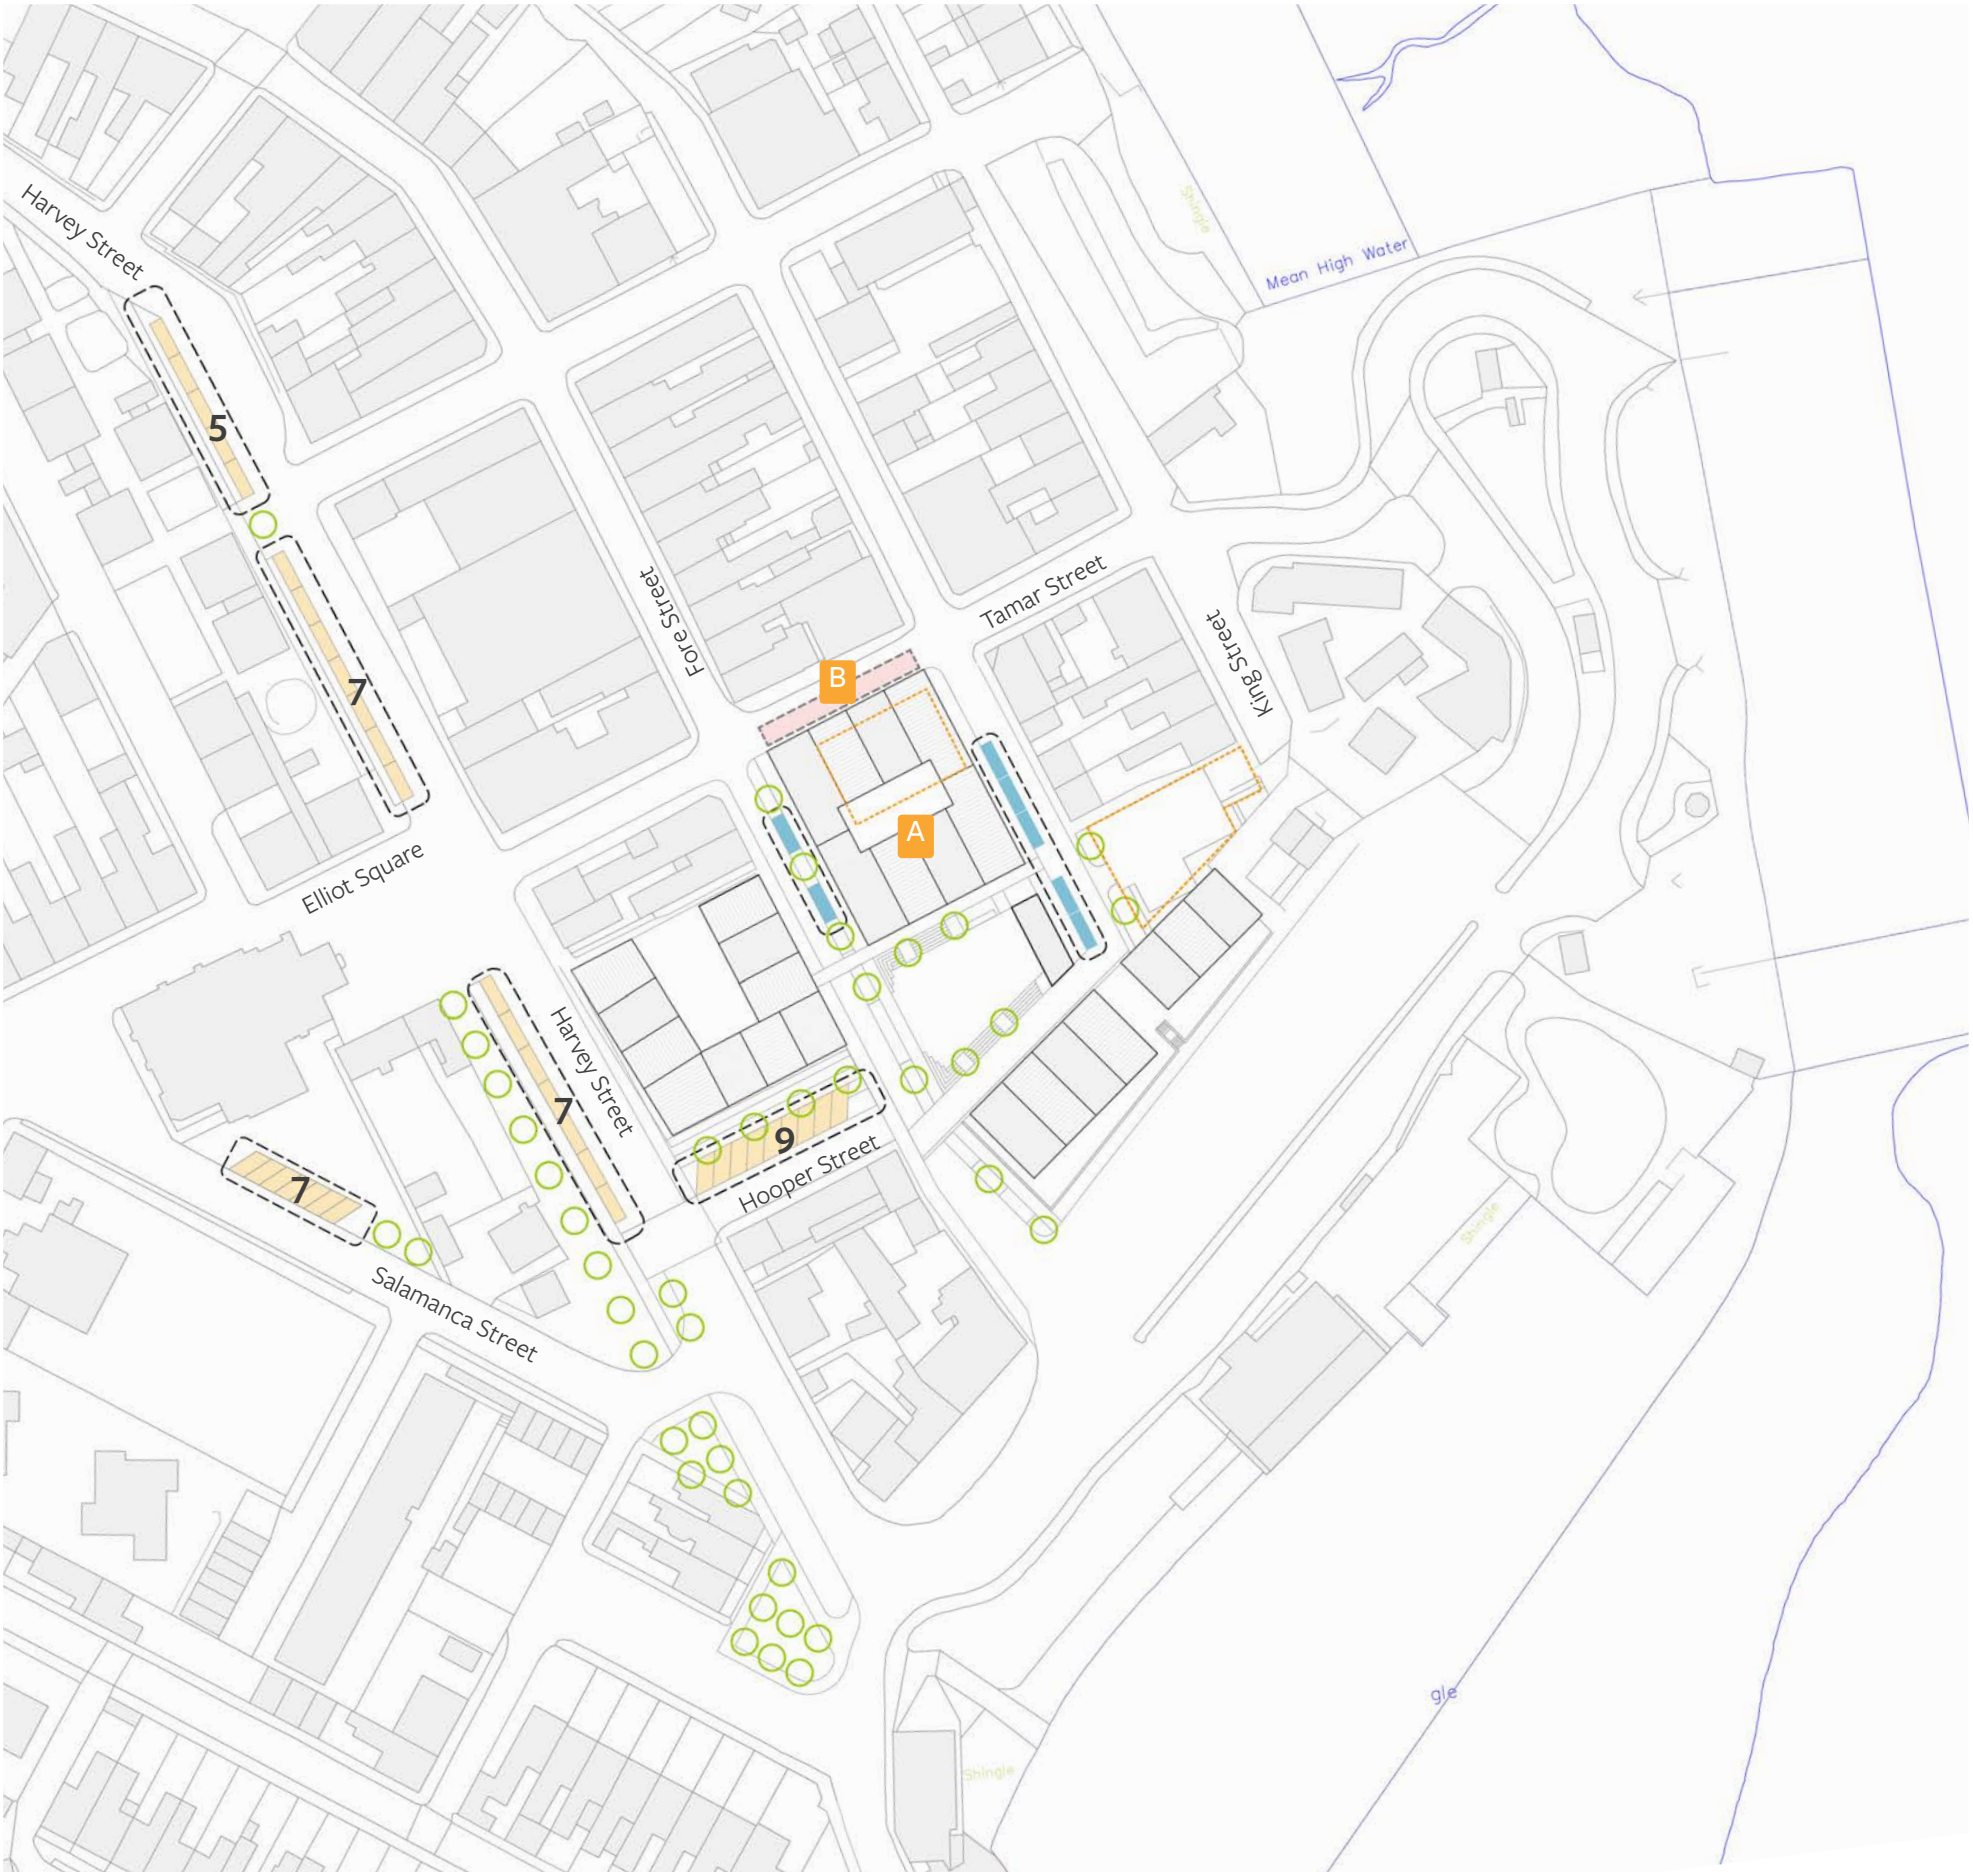 Harvey Street
Shingle
Mean High Water
5
Fore Street
Tamar Street
King Street
B
7
A
Elliot Square
Harvey Street
7
9
Hooper Street
7
Salamanca Street
Shingle
gle
Shingle